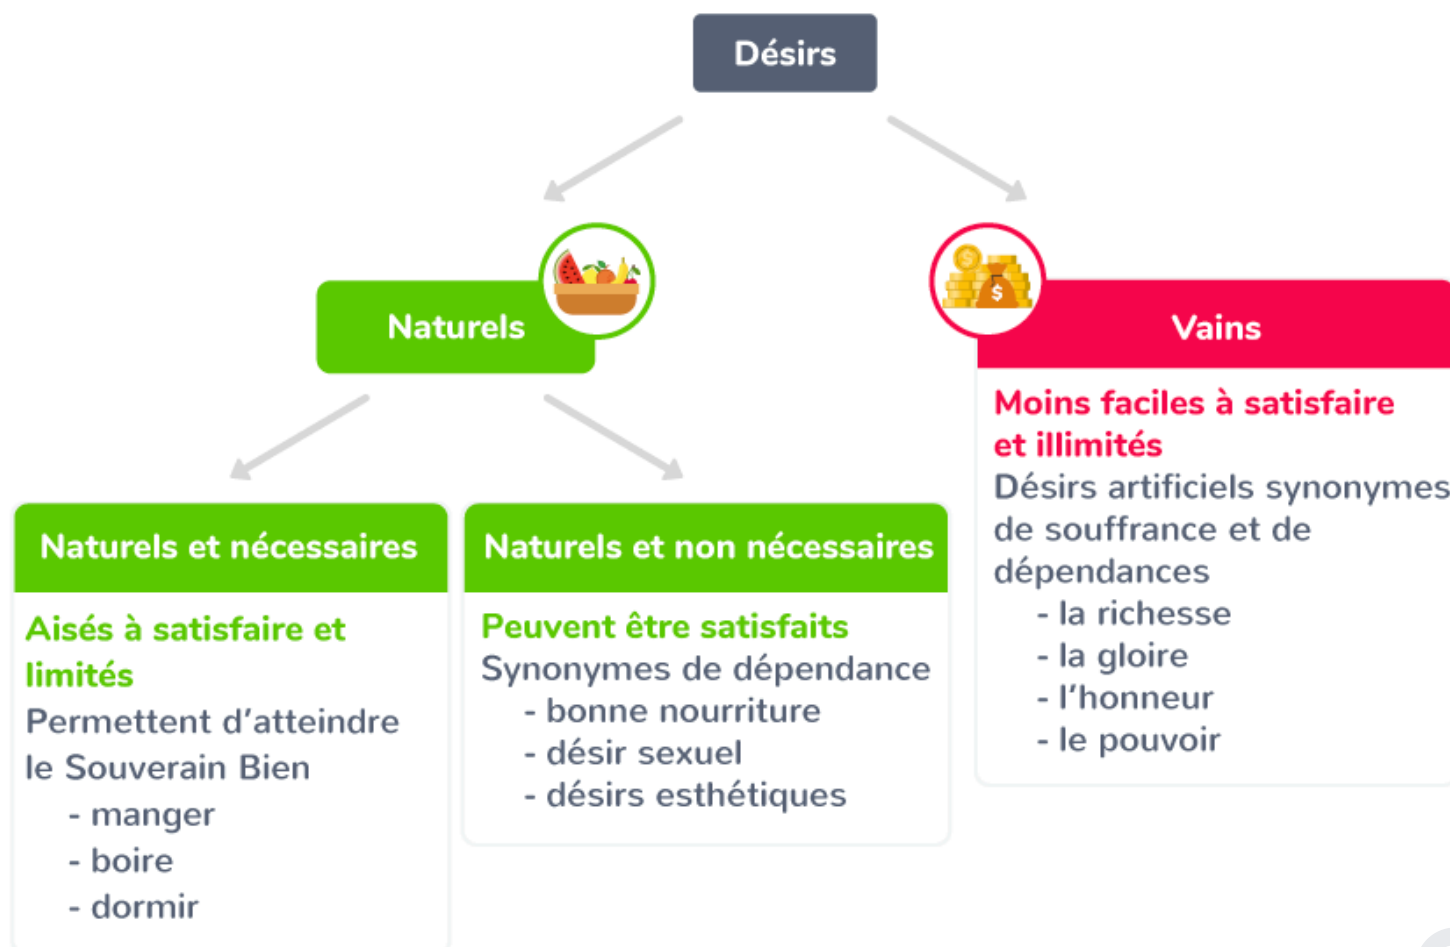 Désirs
Naturels
Vains
Moins faciles à satisfaire
et illimités
Désirs artificiels synonymes
de souffrance et de
dépendances
- la richesse
- la gloire
- l'honneur
- le pouvoir
Naturels et nécessaires
Aisés à satisfaire et
limités
Permettent d'atteindre
le Souverain Bien
- manger
- boire
- dormir
Naturels et non nécessaires
Peuvent être satisfaits
Synonymes de dépendance
- bonne nourriture
- désir sexuel
- désirs esthétiques